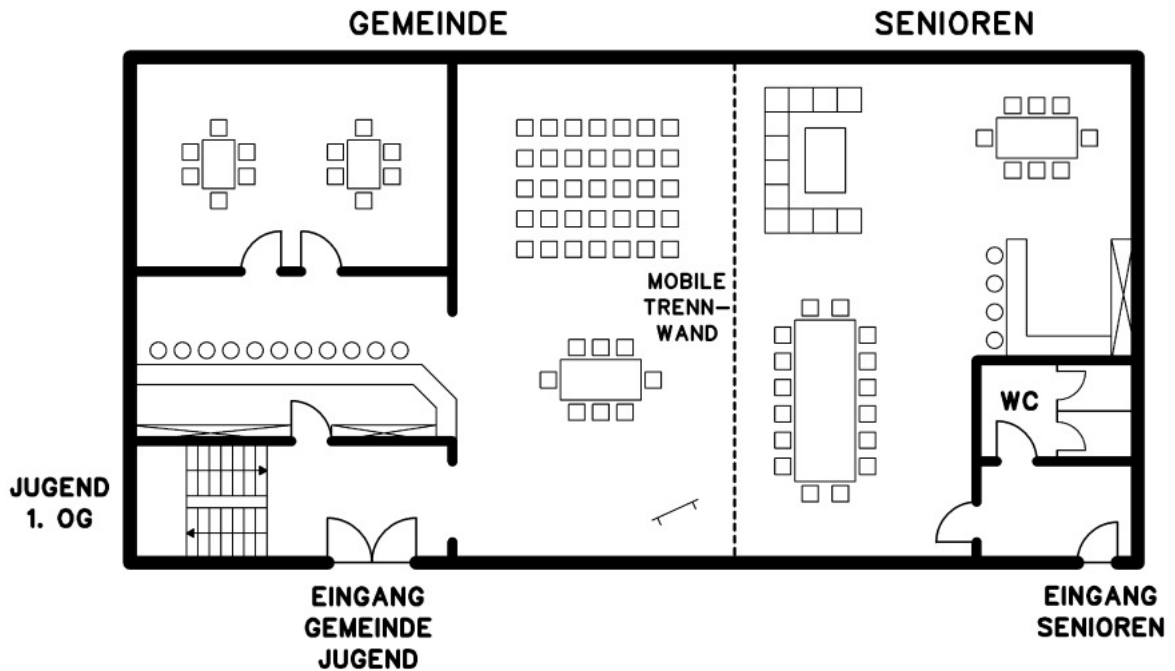 GEMEINDE
SENIOREN
MOBILE
TRENN-
WAND
WC
JUGEND
1. OG
EINGANG
GEMEINDE
JUGEND
EINGANG
SENIOREN